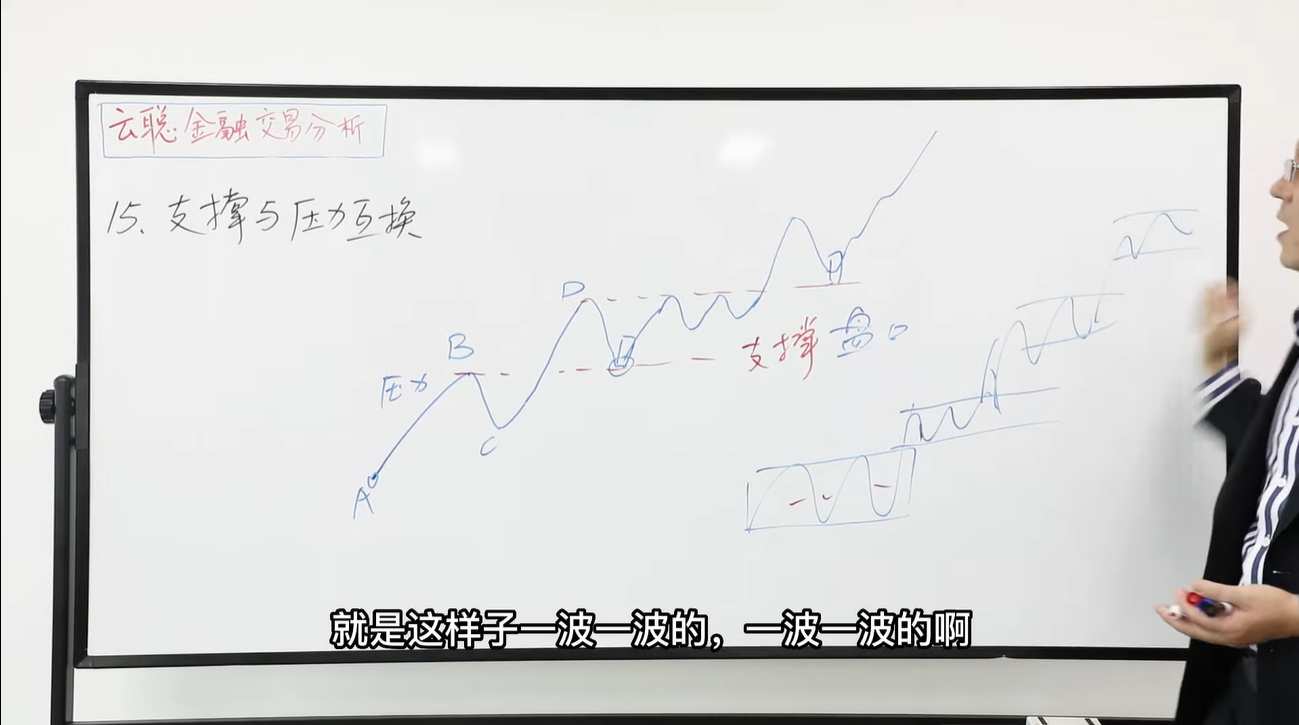 云聪金融交易分析
15、支撑与压力互换
D
B
压力
支撑 盘口
C
A
就是这样子一波一波的，一波一波的啊